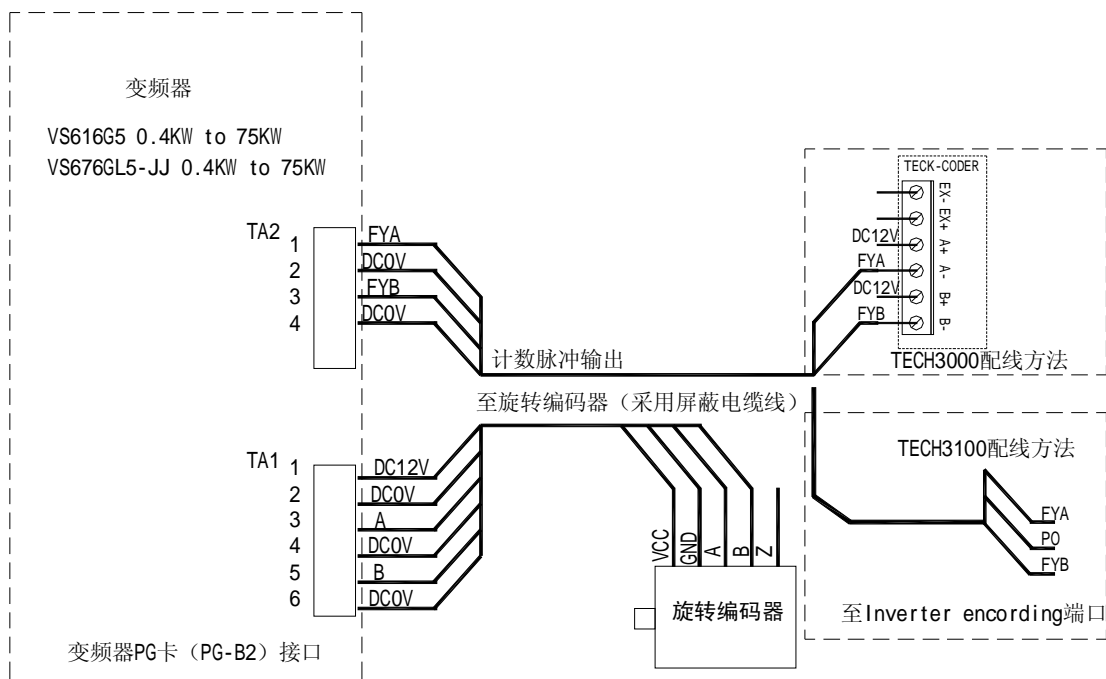 变频器
VS616G5 0.4KW to 75KW
VS676GL5-JJ 0.4KW to 75KW
TA2
1
2
3
4
FYA
DC0V
FYB
DC0V
TECK-CODER
EX-
EX+
A+
A-
B+
B-
DC12V
FYA
DC12V
FYB
TECH3000配线方法
计数脉冲输出
至旋转编码器（采用屏蔽电缆线）
TA1
1
2
3
4
5
6
DC12V
DC0V
A
DC0V
B
DC0V
VCC
GND
A
B
Z
旋转编码器
TECH3100配线方法
FYA
P0
FYB
至Inverter encording端口
变频器PG卡（PG-B2）接口